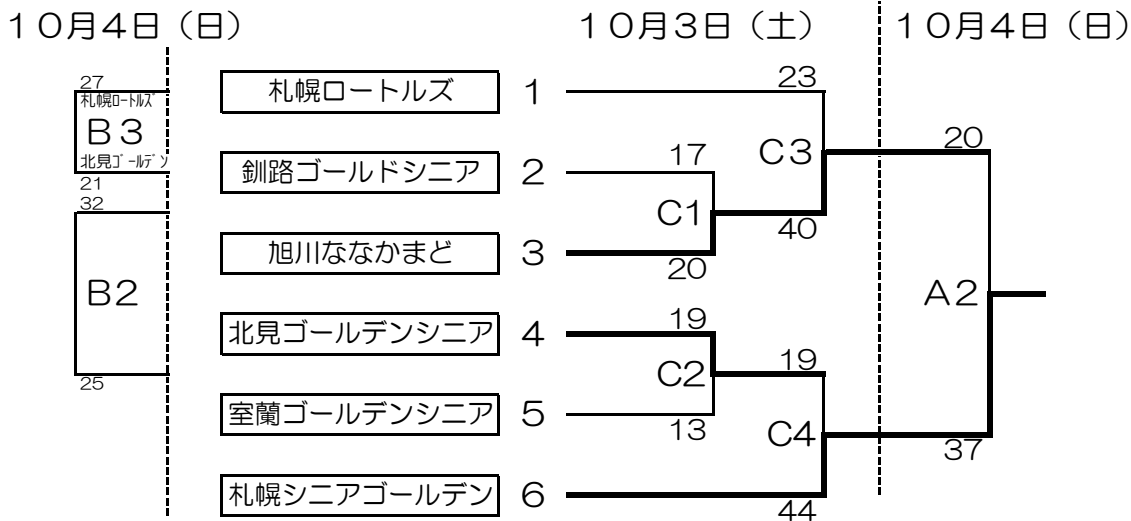 １０月４日（日）
１０月３日（土）
１０月４日（日）
27
札幌ロートルズ
B3
北見ゴールデン
21
32
B2
25
札幌ロートルズ 1
釧路ゴールドシニア 2
旭川ななかまど 3
北見ゴールデンシニア 4
室蘭ゴールデンシニア 5
札幌シニアゴールデン 6
23
C3
40
17
C1
20
19
C2
13
19
C4
44
20
A2
37